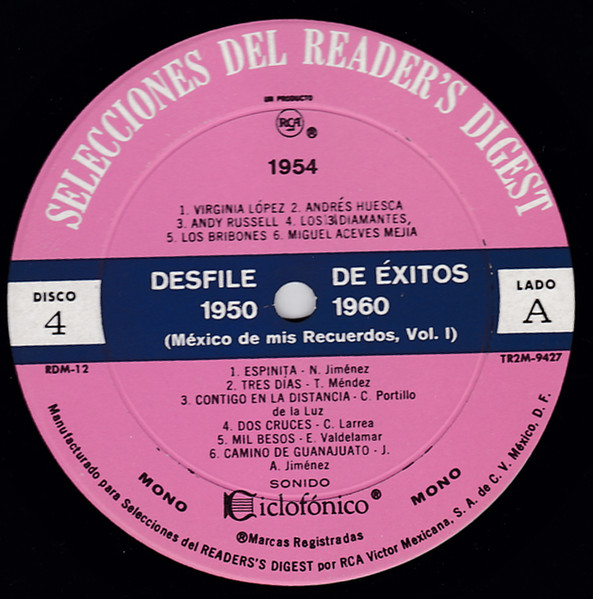 SELECCIONES DEL READER'S DIGEST
UN PRODUCTO
RCA ®
1954
1. VIRGINIA LÓPEZ 2. ANDRÉS HUESCA
3. ANDY RUSSELL 4. LOS 3 DIAMANTES,
5. LOS BRIBONES 6. MIGUEL ACEVES MEJÍA
DISCO
4
DESFILE DE ÉXITOS
1950 1960
(México de mis Recuerdos, Vol. I)
LADO
A
RDM-12
TR2M-9427
1. ESPINITA - N. Jiménez
2. TRES DÍAS - T. Méndez
3. CONTIGO EN LA DISTANCIA - C. Portillo
de la Luz
4. DOS CRUCES - C. Larrea
5. MIL BESOS - E. Valdelamar
6. CAMINO DE GUANAJUATO - J.
A. Jiménez
MONO
MONO
SONIDO
Ciclofónico®
®Marcas Registradas
Manufacturado para Selecciones del READERS'S DIGEST por RCA Víctor Mexicana, S. A. de C. V. México, D. F.